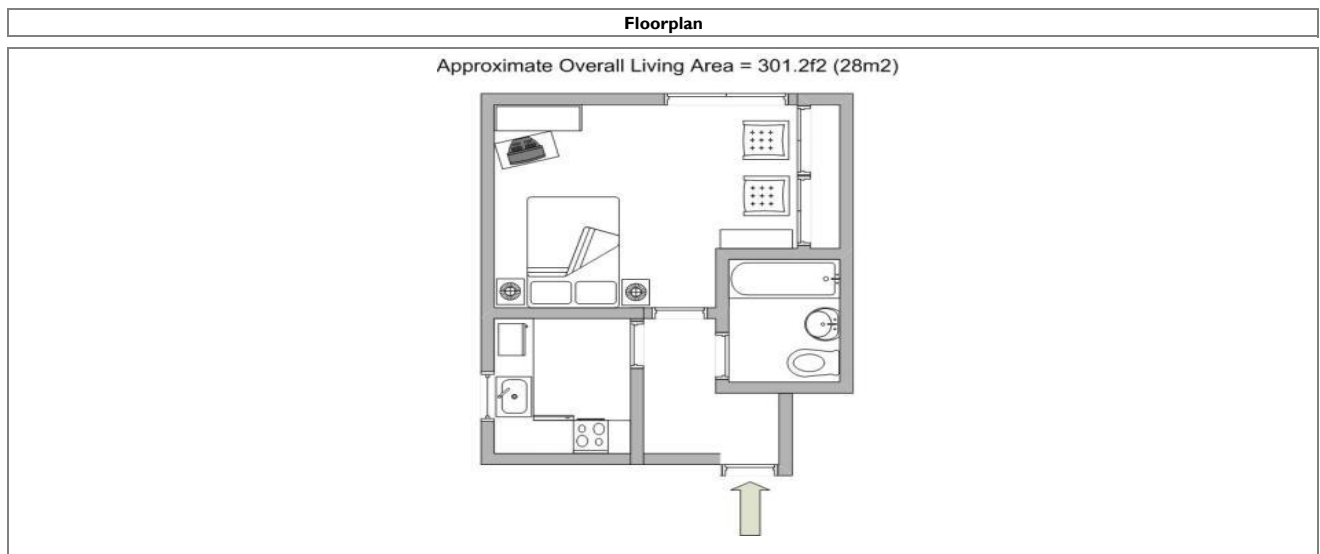 Floorplan
Approximate Overall Living Area = 301.2f2 (28m2)